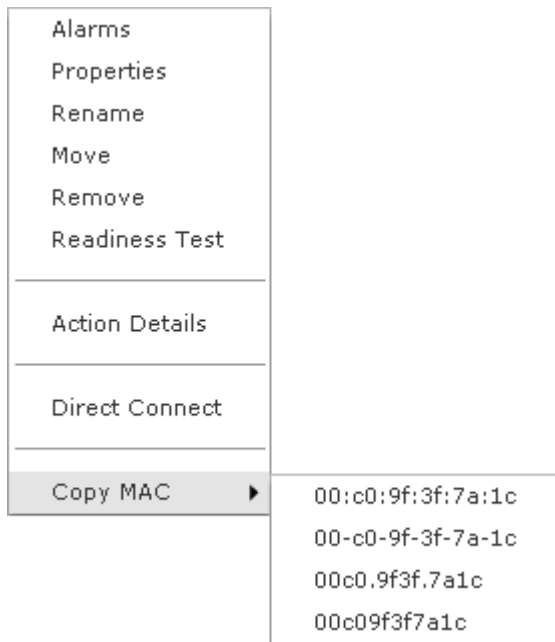 Alarms
Properties
Rename
Move
Remove
Readiness Test
Action Details
Direct Connect
Copy MAC
00:c0:9f:3f:7a:1c
00-c0-9f-3f-7a-1c
00c0.9f3f.7a1c
00c09f3f7a1c